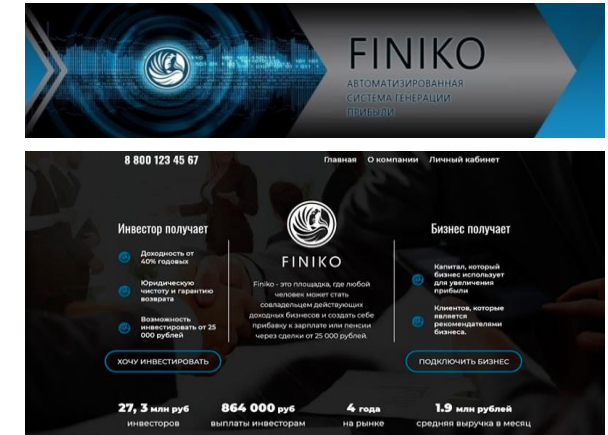 FINIKO
АВТОМАТИЗИРОВАННАЯ
СИСТЕМА ГЕНЕРАЦИИ
ПРИБЫЛИ
8 800 123 45 67
Главная О компании Личный кабинет
Инвестор получает
Доходность от
40% годовых
Юридическую
чистоту и гарантию
возврата
Возможность
инвестировать от 25
000 рублей
ХОЧУ ИНВЕСТИРОВАТЬ
FINIKO
Finiko - это площадка, где любой
человек может стать
совладельцем действующих
доходных бизнесов и создать себе
прибавку к зарплате или пенсии
через сделки от 25 000 рублей.
Бизнес получает
Капитал, который
бизнес использует
для увеличения
прибыли
Клиентов, которые
является
рекомендателями
бизнеса.
ПОДКЛЮЧИТЬ БИЗНЕС
27, 3 млн руб
инвесторов
864 000 руб
выплаты инвесторам
4 года
на рынке
1.9 млн рублей
средняя выручка в месяц